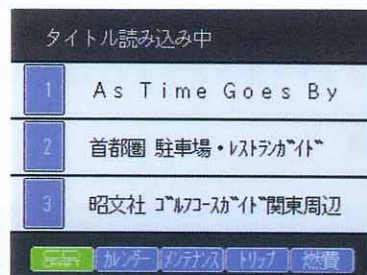 タイトル読み込み中
1 As Time Goes By
2 首都圏 駐車場・ﾚｽﾄﾗﾝｶﾞｲﾄﾞ
3 昭文社 ｺﾞﾙﾌｺｰｽｶﾞｲﾄﾞ関東周辺
カレンダー メンテナンス トリップ 燃費